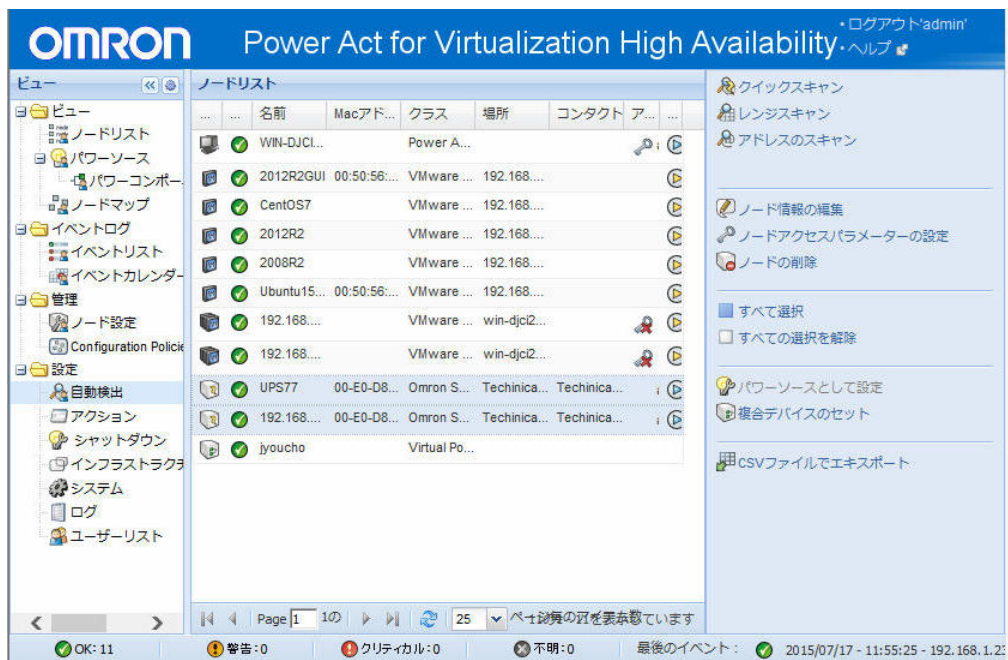 OMRON
Power Act for Virtualization High Availability
・ログアウト'admin'
・ヘルプ
ビュー
ビュー
ノードリスト
パワーソース
パワーコンポー
ノードマップ
イベントログ
イベントリスト
イベントカレンダー
管理
ノード設定
Configuration Policie
設定
自動検出
アクション
シャットダウン
インフラストラクチ
システム
ログ
ユーザーリスト
ノードリスト
... ... 名前 Macアド... クラス 場所 コンタクト ア... ...
WIN-DJCI... Power A...
2012R2GUI 00:50:56:... VMware ... 192.168....
CentOS7 VMware ... 192.168....
2012R2 VMware ... 192.168....
2008R2 VMware ... 192.168....
Ubuntu15... 00:50:56:... VMware ... 192.168....
192.168.... VMware ... win-djci2...
192.168.... VMware ... win-djci2...
UPS77 00-E0-D8... Omron S... Techinica... Techinica...
192.168.... 00-E0-D8... Omron S... Techinica... Techinica...
jyoucho Virtual Po...
Page 1 1の 25
クイックスキャン
レンジスキャン
アドレスのスキャン
ノード情報の編集
ノードアクセスパラメーターの設定
ノードの削除
すべて選択
すべての選択を解除
パワーソースとして設定
複合デバイスのセット
CSVファイルでエキスポート
OK: 11 警告:0 クリティカル:0 不明:0 最後のイベント: 2015/07/17 - 11:55:25 - 192.168.1.2